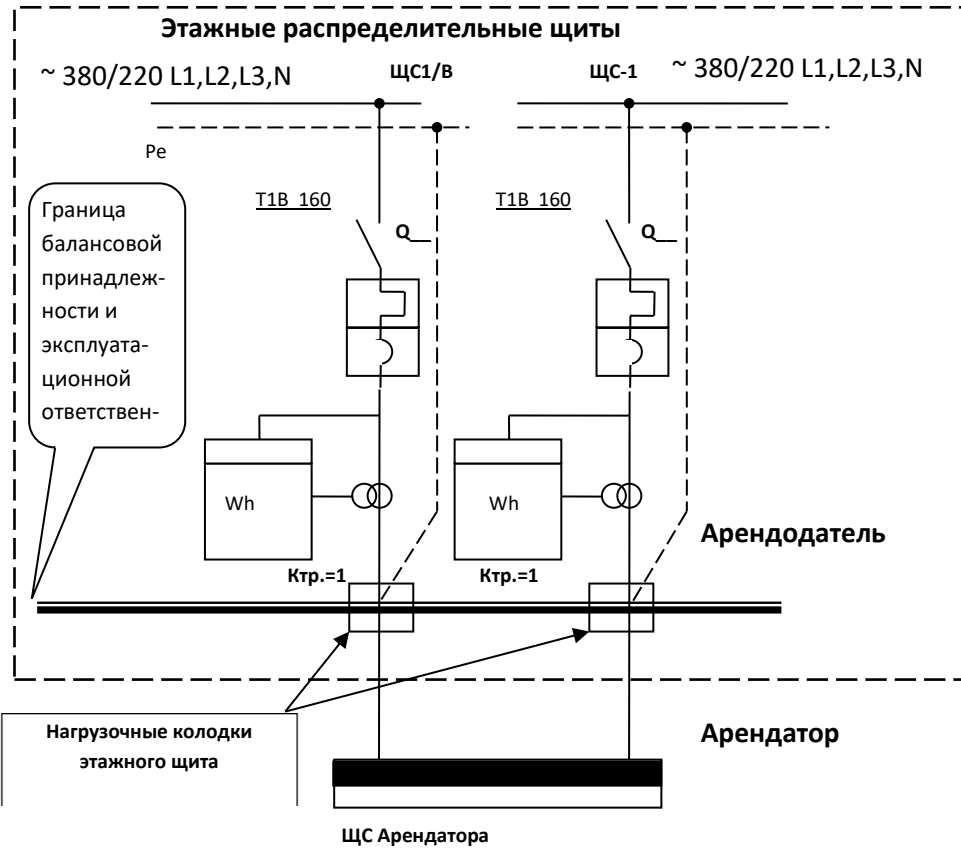 Этажные распределительные щиты
~ 380/220 L1,L2,L3,N
ЩС1/В
ЩС-1
~ 380/220 L1,L2,L3,N
Pe
T1B 160
Q__
T1B 160
Q__
Граница
балансовой
принадлеж-
ности и
эксплуата-
ционной
ответствен-
Wh
Wh
Арендодатель
Ктр.=1
Ктр.=1
Нагрузочные колодки
этажного щита
Арендатор
ЩС Арендатора